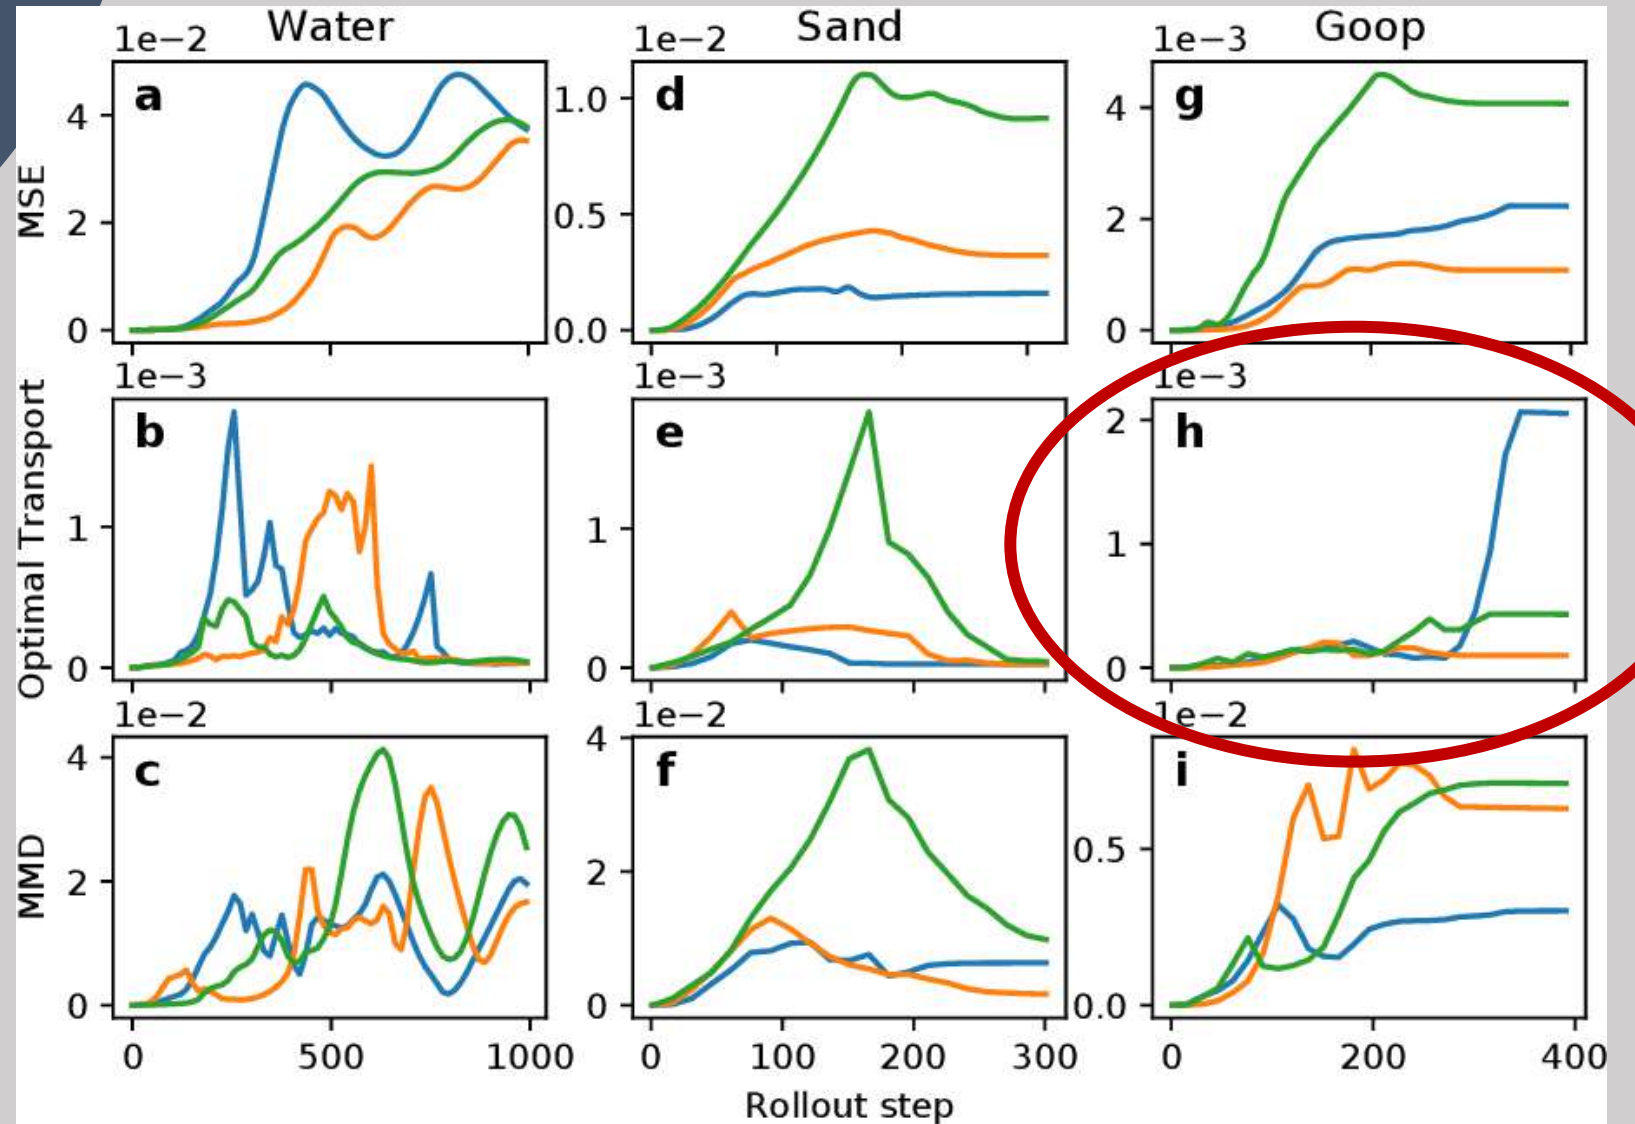 Water Sand Goop
1e−2 1e−2 1e−3
MSE
a d g
4 1.0 4
2 0.5 2
0 0.0 0
1e−3 1e−3 1e−3
Optimal Transport
b e h
2
1 1 1
0 0 0
1e−2 1e−2 1e−2
MMD
c f i
4 4
2 2 0.5
0 0 0.0
0 500 1000 0 100 200 300 0 200 400
Rollout step